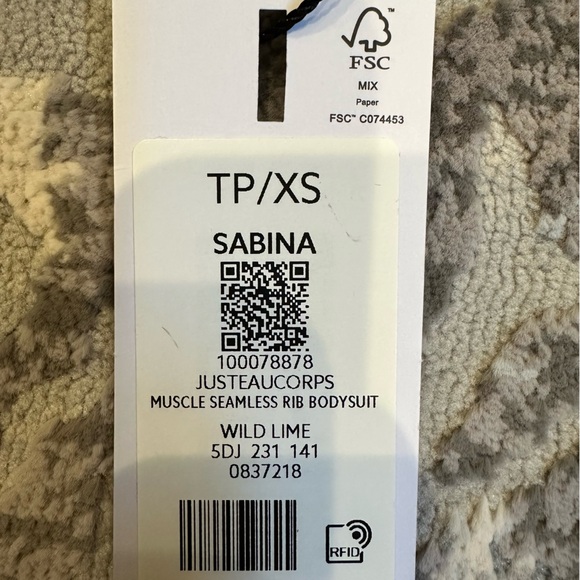 FSC™
MIX
Paper
FSC™ C074453
TP/XS
SABINA
100078878
JUSTEAUCORPS
MUSCLE SEAMLESS RIB BODYSUIT
WILD LIME
5DJ 231 141
0837218
RFID